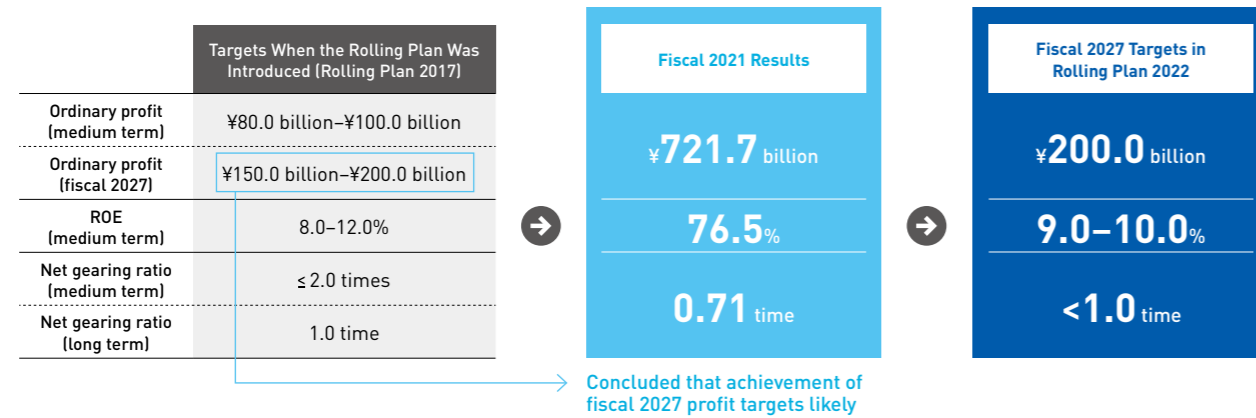 Targets When the Rolling Plan Was
Introduced (Rolling Plan 2017)
Ordinary profit
(medium term)
¥80.0 billion–¥100.0 billion
Ordinary profit
(fiscal 2027)
¥150.0 billion–¥200.0 billion
ROE
(medium term)
8.0–12.0%
Net gearing ratio
(medium term)
≤ 2.0 times
Net gearing ratio
(long term)
1.0 time
Fiscal 2021 Results
¥721.7 billion
76.5%
0.71 time
Concluded that achievement of
fiscal 2027 profit targets likely
Fiscal 2027 Targets in
Rolling Plan 2022
¥200.0 billion
9.0–10.0%
<1.0 time